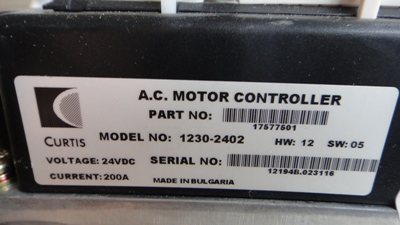 A.C. MOTOR CONTROLLER
PART NO:
17577501
CURTIS
MODEL NO: 1230-2402 HW: 12 SW: 05
VOLTAGE: 24VDC SERIAL NO:
12194B.023116
CURRENT: 200A MADE IN BULGARIA